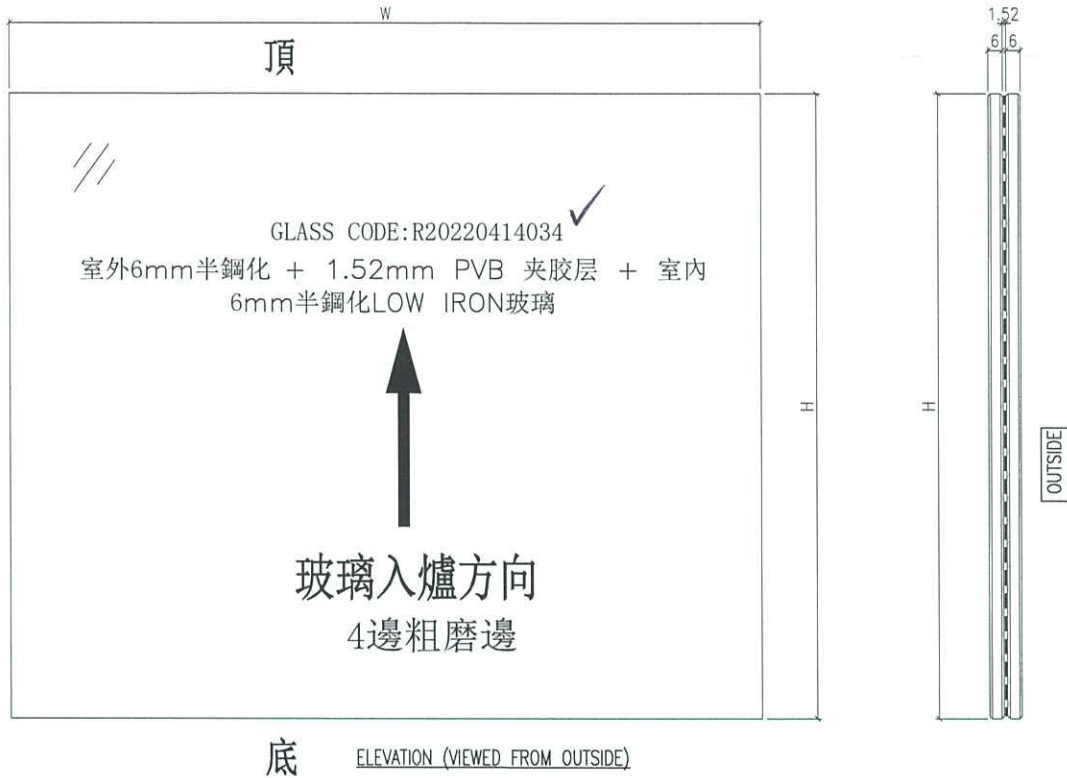 W
頂
GLASS CODE:R20220414034
室外6mm半鋼化 + 1.52mm PVB 夹胶层 + 室內
6mm半鋼化LOW IRON玻璃
玻璃入爐方向
4邊粗磨邊
H
底
ELEVATION (VIEWED FROM OUTSIDE)
1.52
6 6
H
OUTSIDE